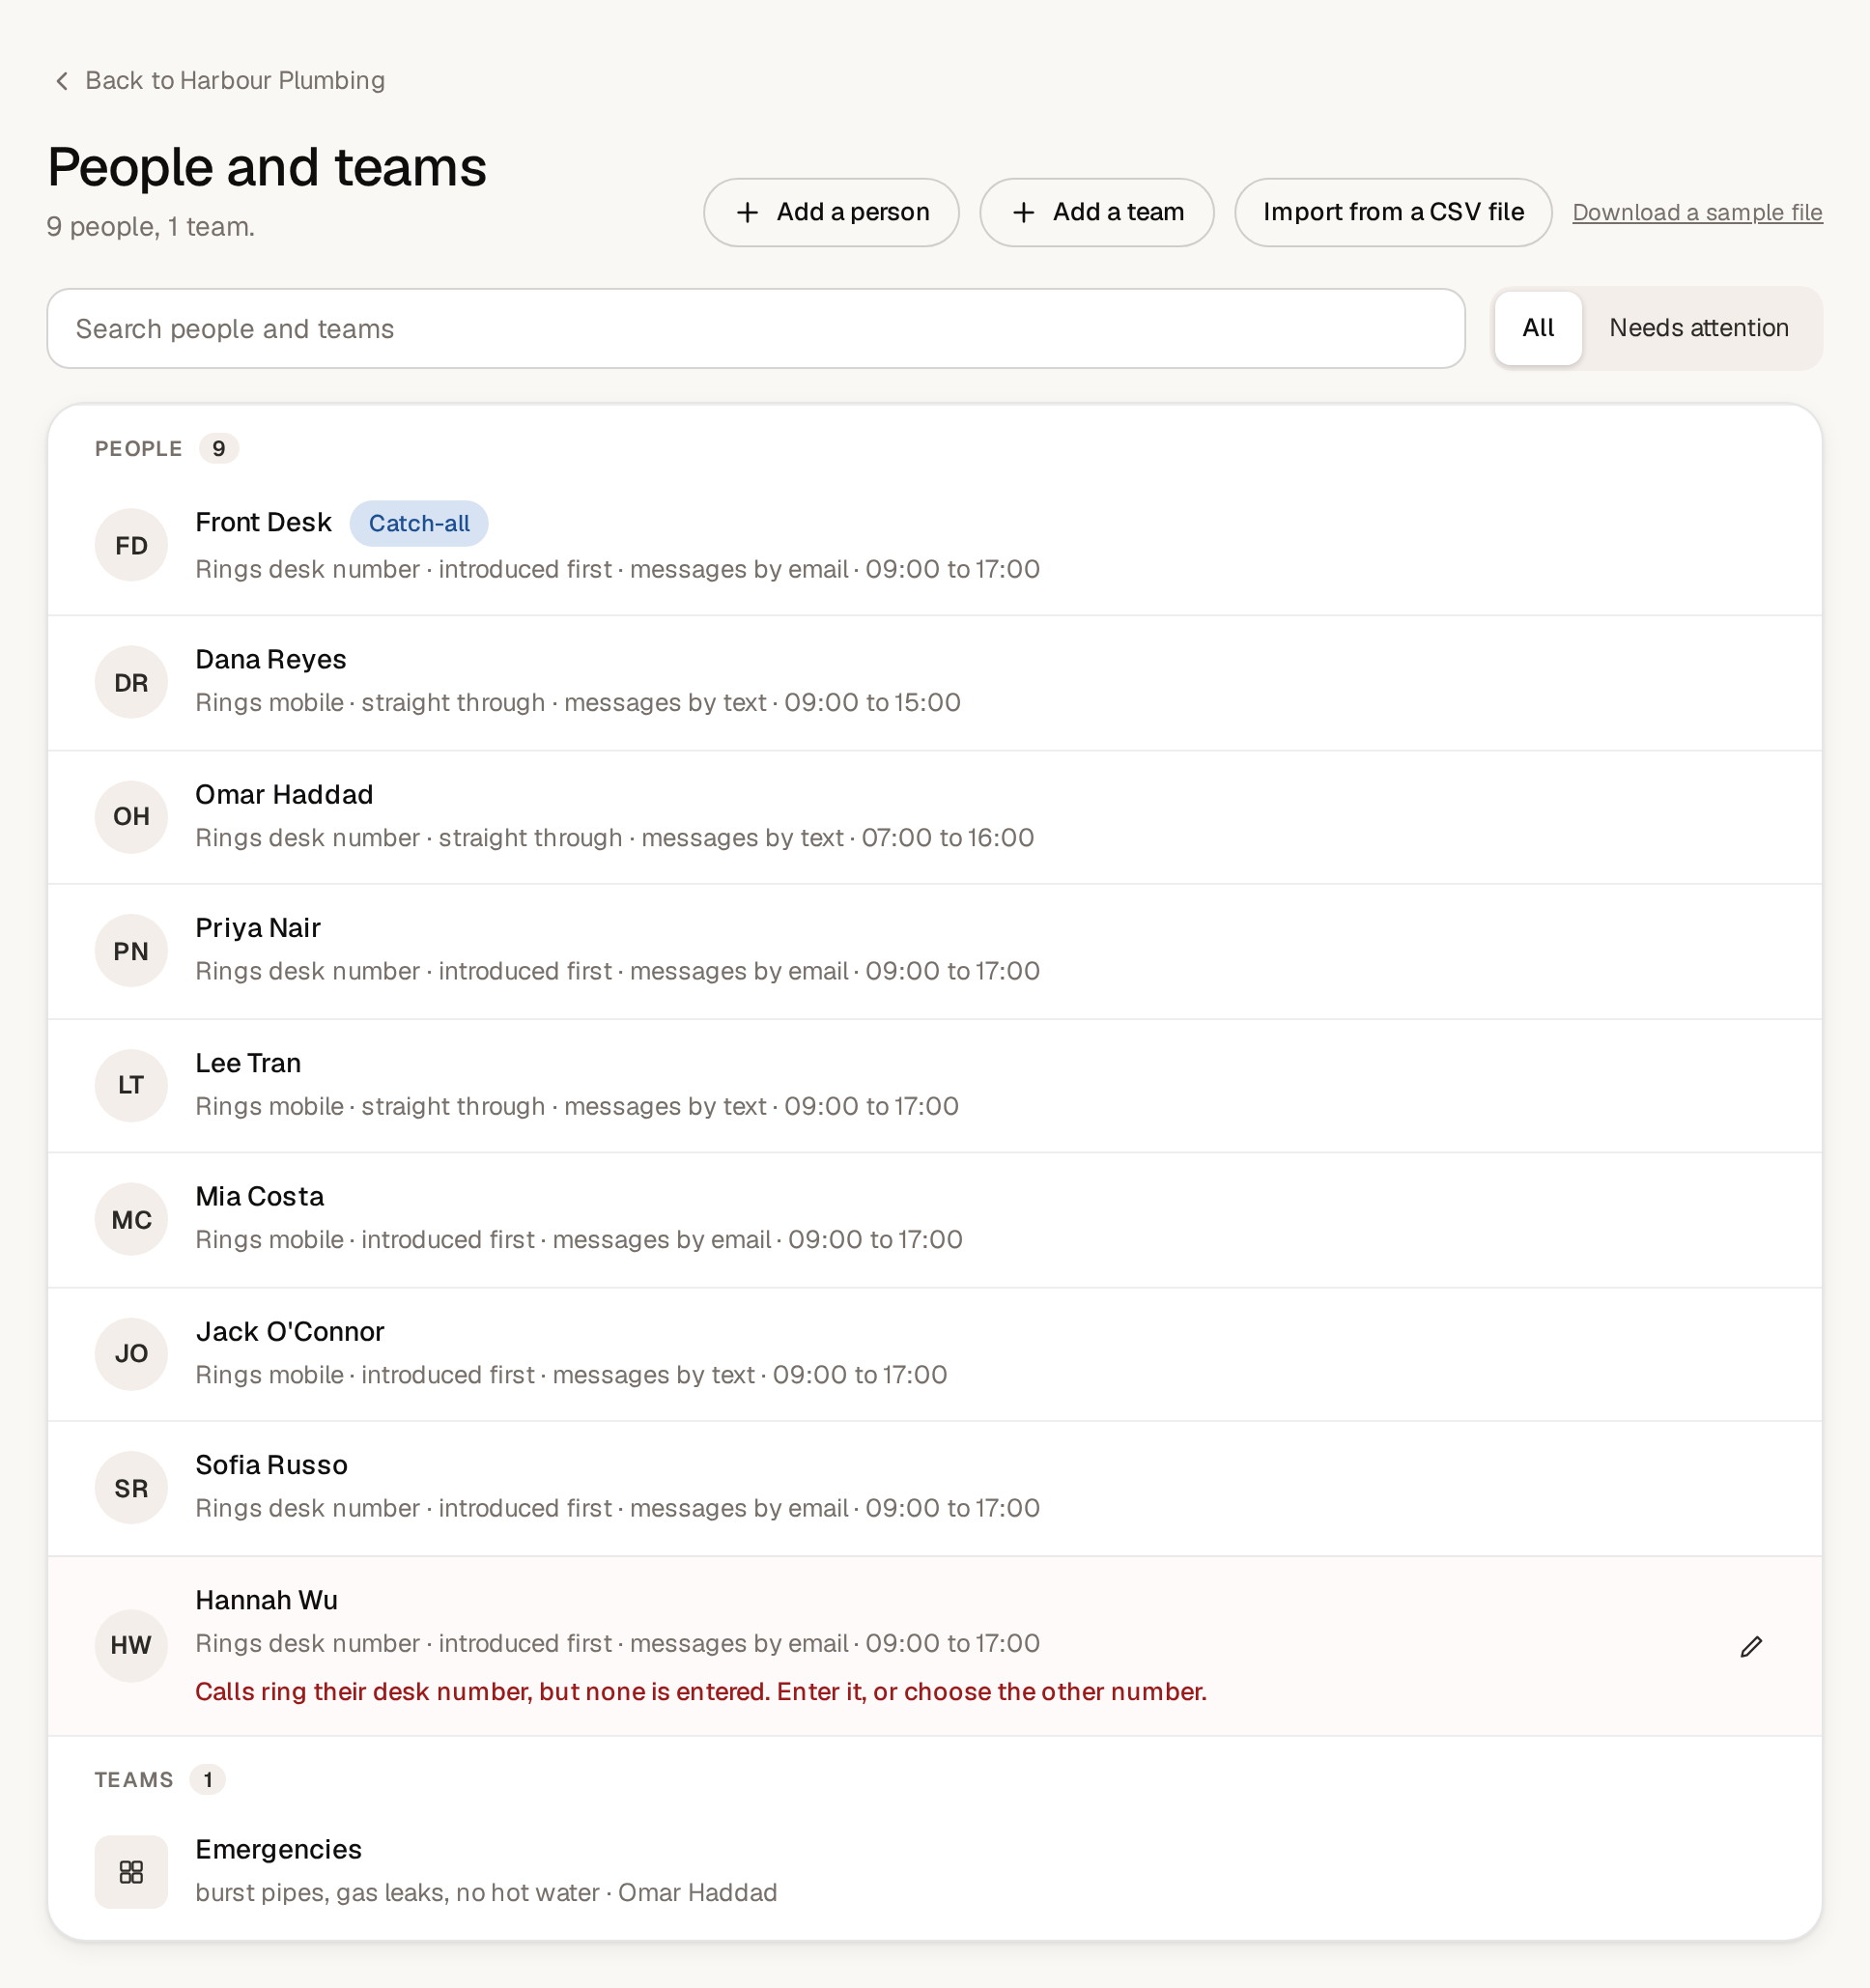 Back to Harbour Plumbing
People and teams
9 people, 1 team.
Add a person
Add a team
Import from a CSV file
Download a sample file
Search people and teams
All
Needs attention
PEOPLE 9
FD
Front Desk Catch-all
Rings desk number · introduced first · messages by email · 09:00 to 17:00
DR
Dana Reyes
Rings mobile · straight through · messages by text · 09:00 to 15:00
OH
Omar Haddad
Rings desk number · straight through · messages by text · 07:00 to 16:00
PN
Priya Nair
Rings desk number · introduced first · messages by email · 09:00 to 17:00
LT
Lee Tran
Rings mobile · straight through · messages by text · 09:00 to 17:00
MC
Mia Costa
Rings mobile · introduced first · messages by email · 09:00 to 17:00
JO
Jack O'Connor
Rings mobile · introduced first · messages by text · 09:00 to 17:00
SR
Sofia Russo
Rings desk number · introduced first · messages by email · 09:00 to 17:00
HW
Hannah Wu
Rings desk number · introduced first · messages by email · 09:00 to 17:00
Calls ring their desk number, but none is entered. Enter it, or choose the other number.
TEAMS 1
Emergencies
burst pipes, gas leaks, no hot water · Omar Haddad